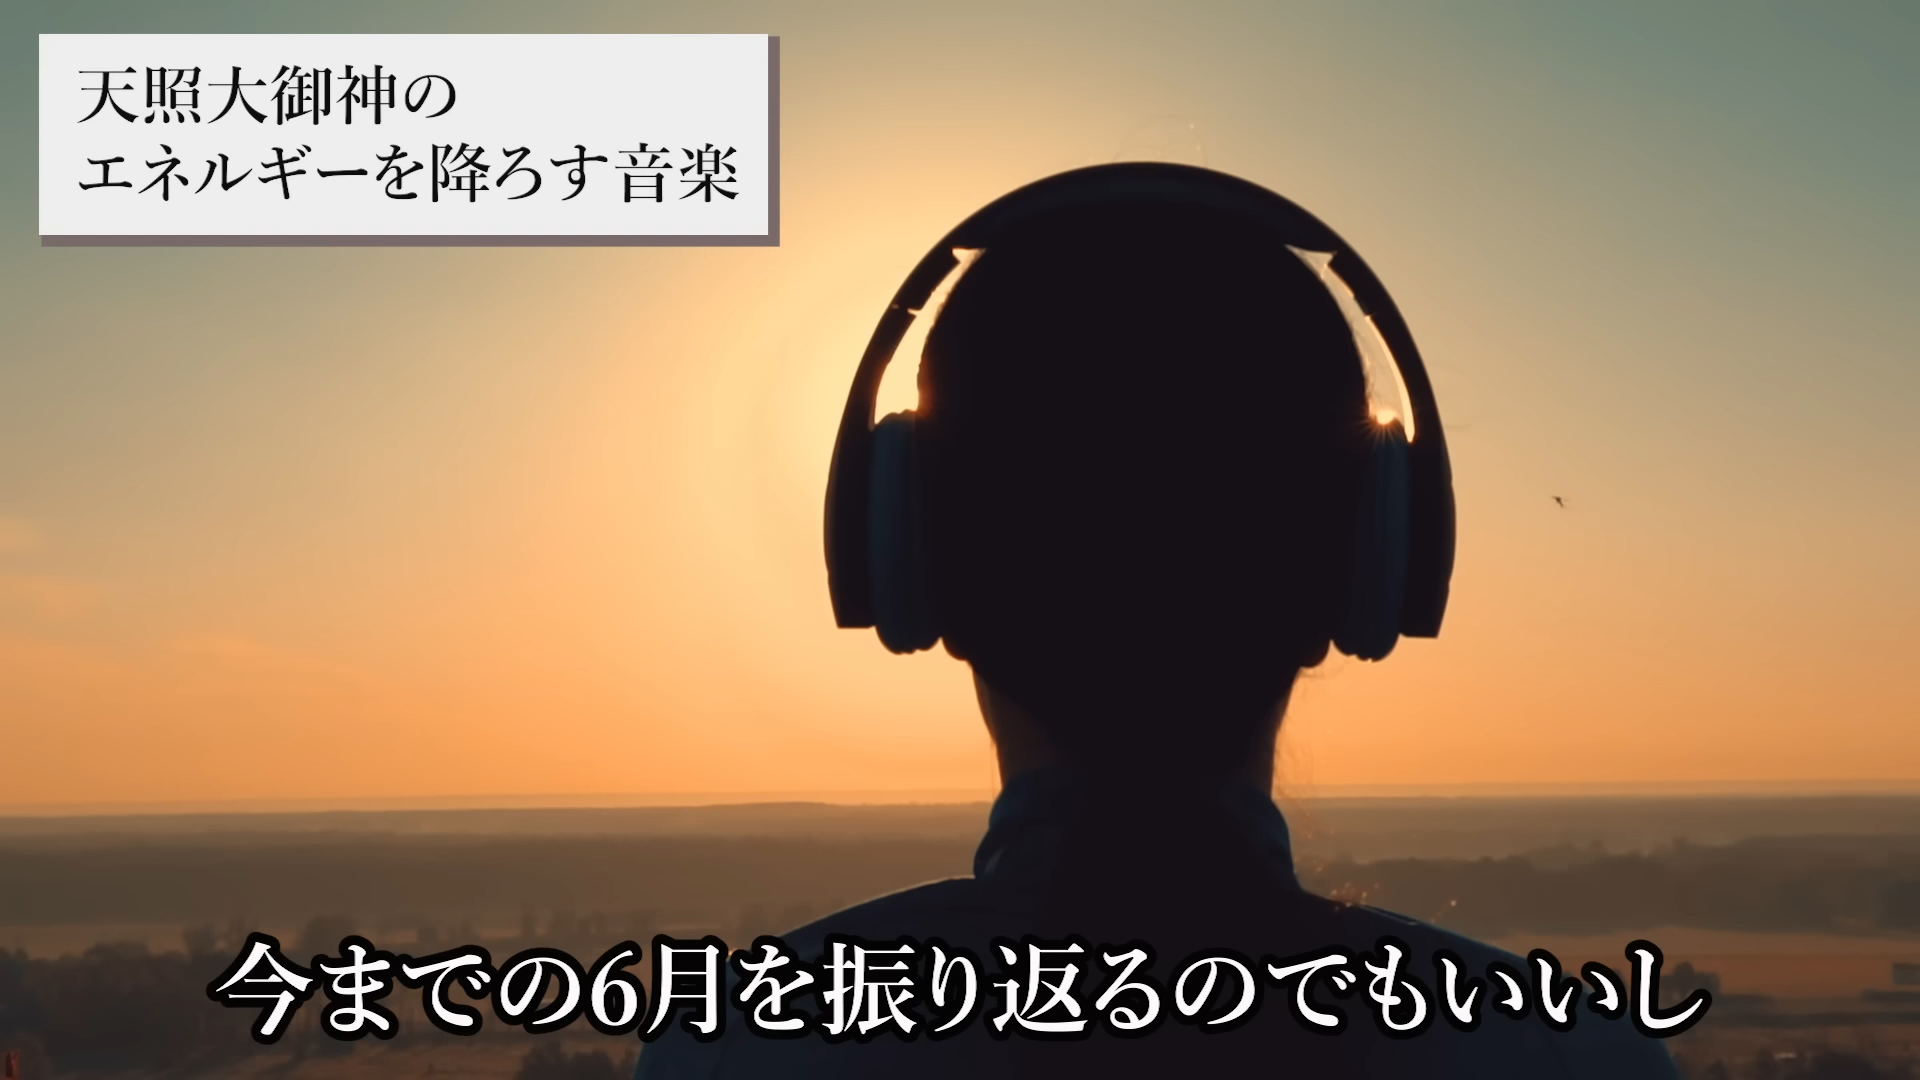 天照大御神の
エネルギーを降ろす音楽
今までの6月を振り返るのでもいいし